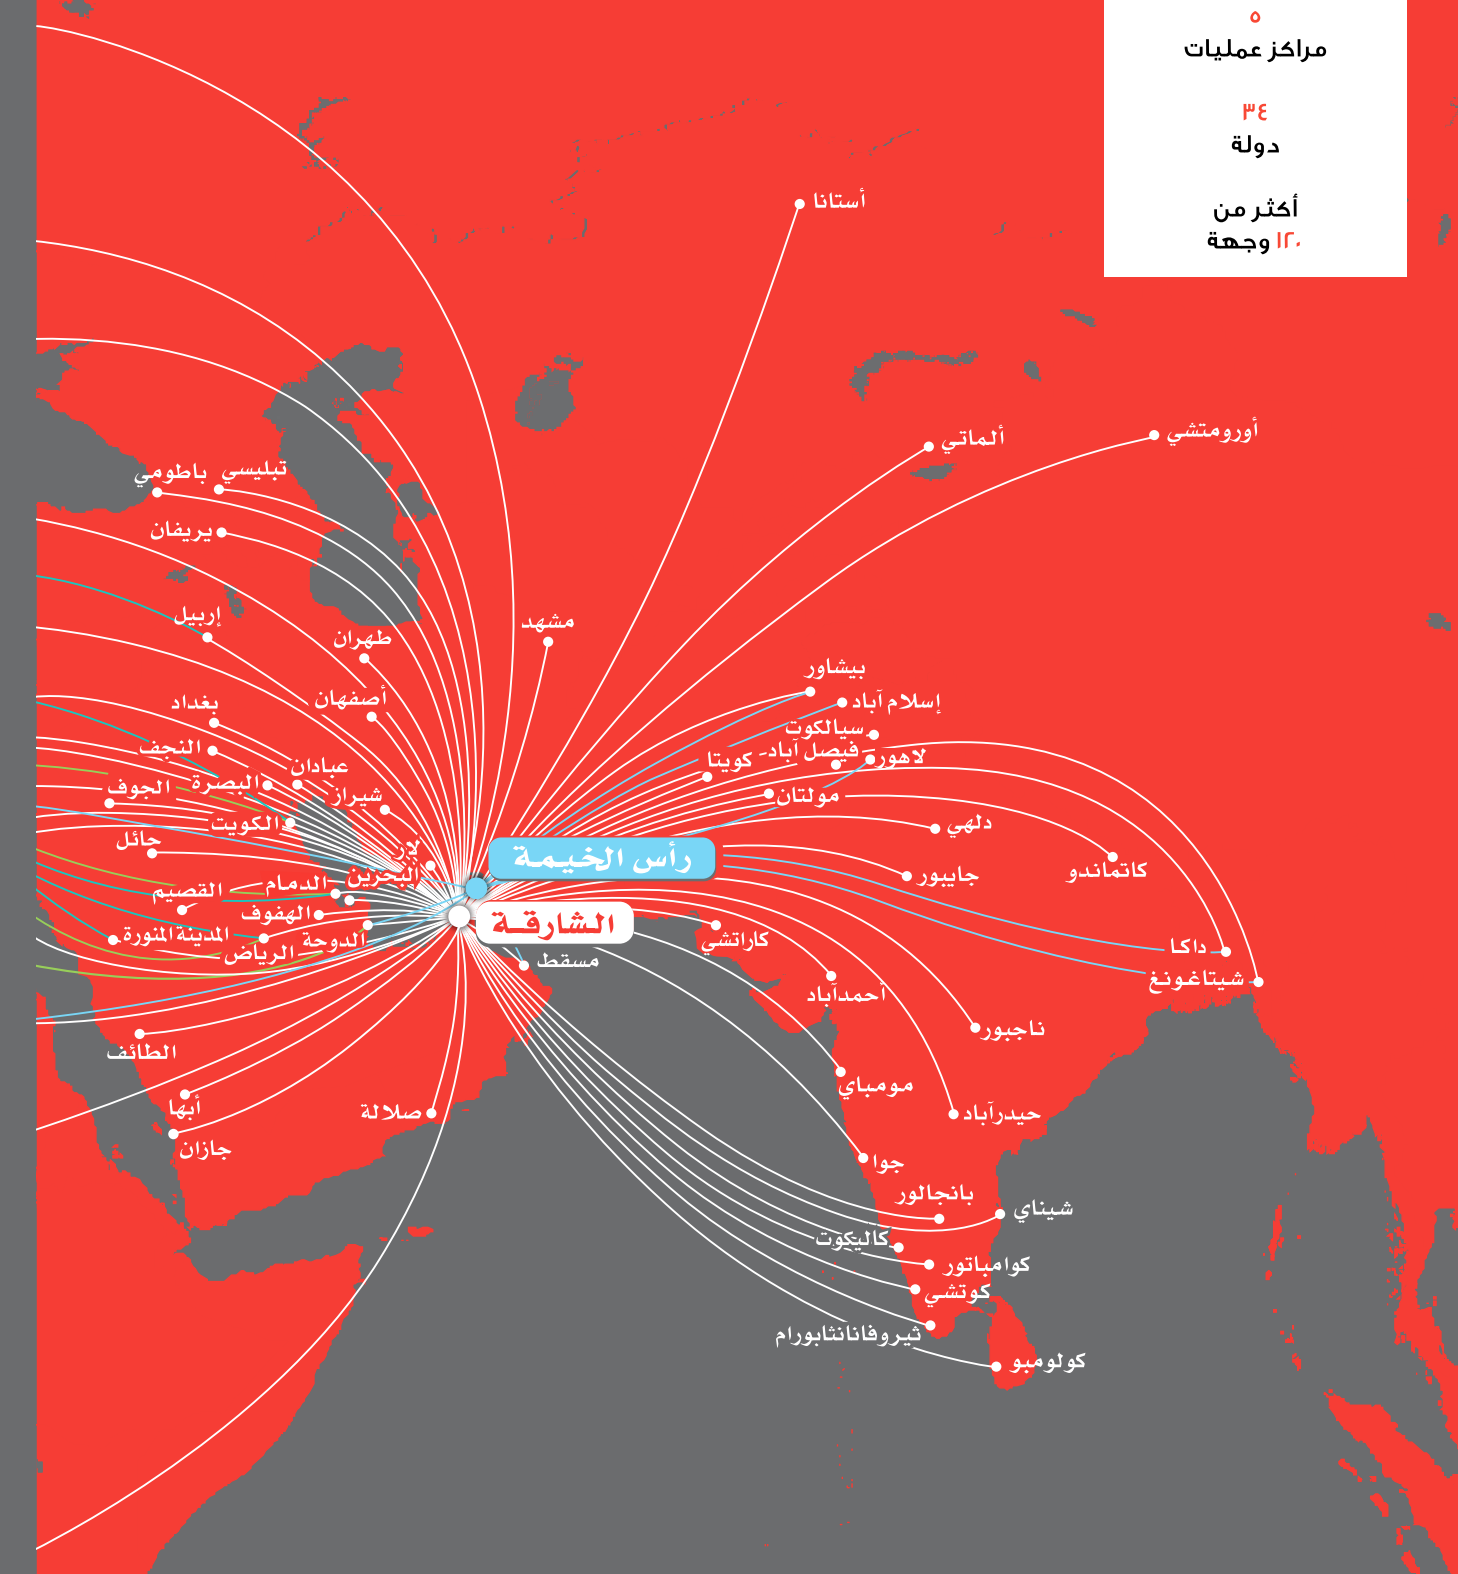 ٥
مراكز عمليات
٣٤
دولة
أكثر من
١٢٠ وجهة
أستانا
أورومتشي
ألماتي
تبليسي
باطومي
يريفان
إربيل
مشهد
طهران
بيشاور
أصفهان
إسلام آباد
بغداد
سيالكوت
النجف
فيصل آباد
لاهور
كويتا
عبادان
البصرة
الجوف
شيراز
مولتان
الكويت
دلهي
حائل
لار
رأس الخيمة
كاتماندو
البحرين
جايبور
الدمام
القصيم
الهفوف
الشارقة
المدينة المنورة
الدوحة
كاراتشي
داكا
الرياض
مسقط
شيتاغونغ
أحمدآباد
ناجبور
الطائف
مومباي
أبها
صلالة
حيدرآباد
جازان
جوا
بانجالور
شيناي
كاليكوت
كوامباتور
كوتشي
ثيروفانانثابورام
كولومبو